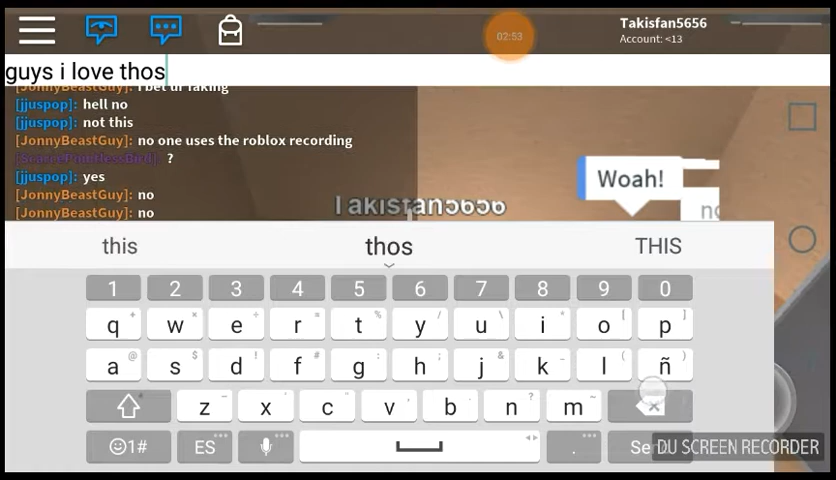 Takisfan5656
02:53
Account: <13
guys i love thos
[JonnyBeastGuy]: i bet ur faking
[jjuspop]: hell no
[jjuspop]: not this
[JonnyBeastGuy]: no one uses the roblox recording
?
[jjuspop]: yes
[JonnyBeastGuy]: no
[JonnyBeastGuy]: no
Woah!
Takisfan5656
this thos THIS
1 2 3 4 5 6 7 8 9 0
q w e r t y u i o p
a s d f g h j k l ñ
z x c v b n m
1# ES .
DU SCREEN RECORDER